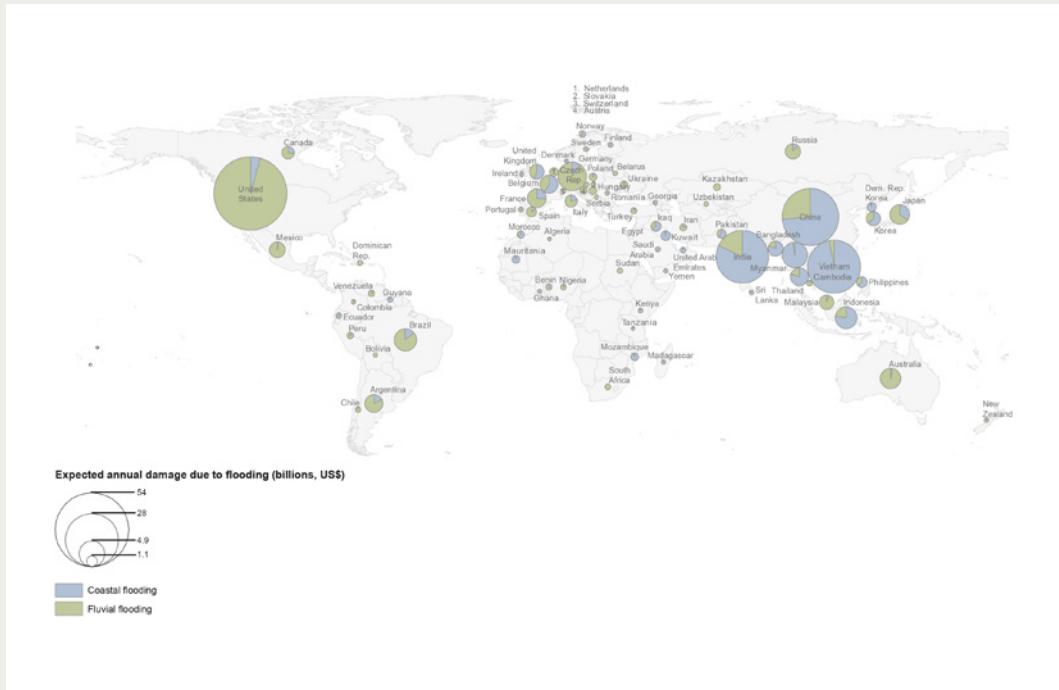 1. Netherlands
2. Slovakia
3. Switzerland
4. Austria
Norway
Finland
Sweden
Russia
Canada
United
Kingdom
Denmark
Germany
Ireland
Czech
Rep.
Poland
Belarus
Ukraine
Belgium
Hungary
Kazakhstan
Dem. Rep.
Korea
Japan
United
States
France
Romania
Georgia
Uzbekistan
Serbia
China
Portugal
Spain
Italy
Turkey
Korea
Mexico
Morocco
Algeria
Egypt
Iraq
Iran
Pakistan
Bangladesh
Kuwait
Dominican
Rep.
Mauritania
Saudi
Arabia
United Arab
Emirates
India
Myanmar
Vietnam
Cambodia
Sudan
Yemen
Philippines
Venezuela
Guyana
Benin
Nigeria
Ghana
Sri
Lanka
Thailand
Malaysia
Indonesia
Colombia
Ecuador
Kenya
Peru
Brazil
Tanzania
Bolivia
Mozambique
Madagascar
Australia
South
Africa
Chile
Argentina
New
Zealand
Expected annual damage due to flooding (billions, US$)
54
28
4.9
1.1
Coastal flooding
Fluvial flooding